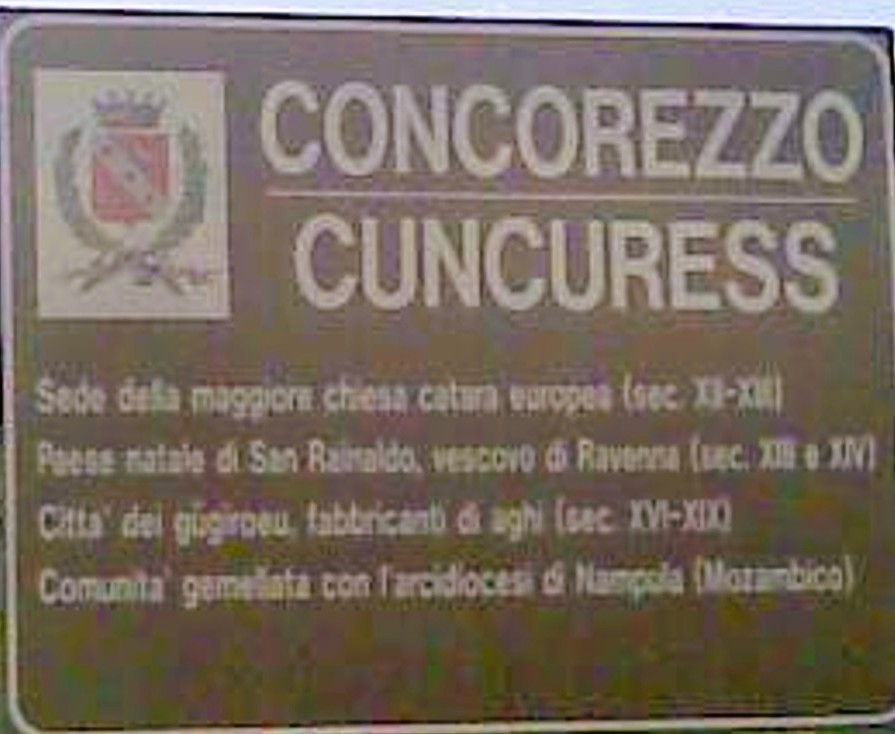 CONCOREZZO
CUNCURESS
Sede della maggiore chiesa catara europea (sec. XII-XIII)
Paese natale di San Rainaldo, vescovo di Ravenna (sec. XIII e XIV)
Citta' dei gügiroeu, fabbricanti di aghi (sec. XVI-XIX)
Comunita' gemellata con l'arcidiocesi di Nampula (Mozambico)